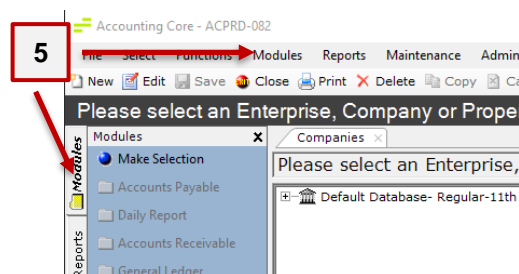 Accounting Core - ACPRD-082
5
File Select Functions Modules Reports Maintenance Admin
New Edit Save Close Print Delete Copy Ca
Please select an Enterprise, Company or Prope
Modules x
Companies x
Modules
Make Selection
Please select an Enterprise,
Accounts Payable
Default Database- Regular-11th
Daily Report
Reports
Accounts Receivable
General Ledger